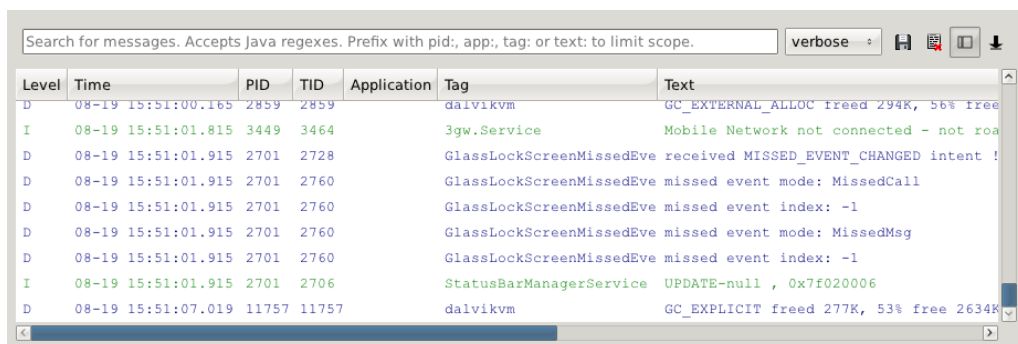 Search for messages. Accepts Java regexes. Prefix with pid:, app:, tag: or text: to limit scope. verbose
Level Time PID TID Application Tag Text
D 08-19 15:51:00.165 2859 2859 dalvikvm GC_EXTERNAL_ALLOC freed 294K, 56% free
I 08-19 15:51:01.815 3449 3464 3gw.Service Mobile Network not connected - not roa
D 08-19 15:51:01.915 2701 2728 GlassLockScreenMissedEve received MISSED_EVENT_CHANGED intent !
D 08-19 15:51:01.915 2701 2760 GlassLockScreenMissedEve missed event mode: MissedCall
D 08-19 15:51:01.915 2701 2760 GlassLockScreenMissedEve missed event index: -1
D 08-19 15:51:01.915 2701 2760 GlassLockScreenMissedEve missed event mode: MissedMsg
D 08-19 15:51:01.915 2701 2760 GlassLockScreenMissedEve missed event index: -1
I 08-19 15:51:01.915 2701 2706 StatusBarManagerService UPDATE-null , 0x7f020006
D 08-19 15:51:07.019 11757 11757 dalvikvm GC_EXPLICIT freed 277K, 53% free 2634K